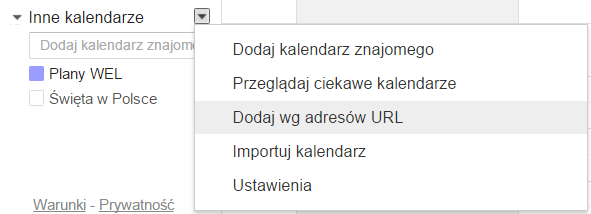 Inne kalendarze
Dodaj kalendarz znajom
Plany WEL
Święta w Polsce
Dodaj kalendarz znajomego
Przeglądaj ciekawe kalendarze
Dodaj wg adresów URL
Importuj kalendarz
Ustawienia
Warunki - Prywatność